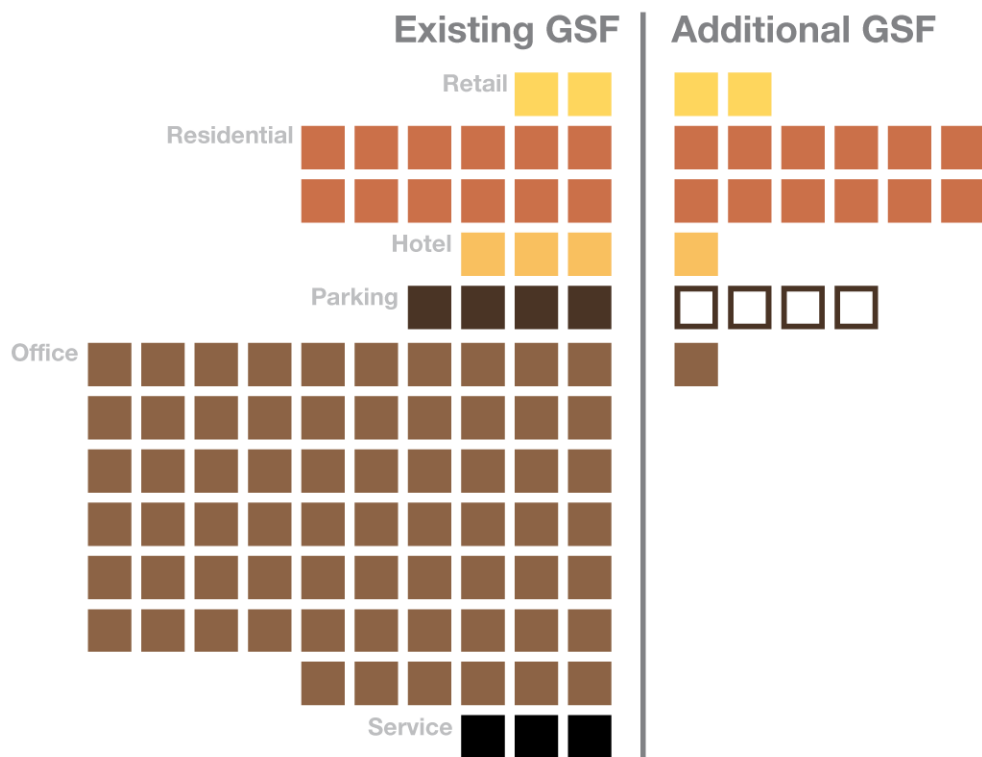 Existing GSF
Additional GSF
Retail
Residential
Hotel
Parking
Office
Service